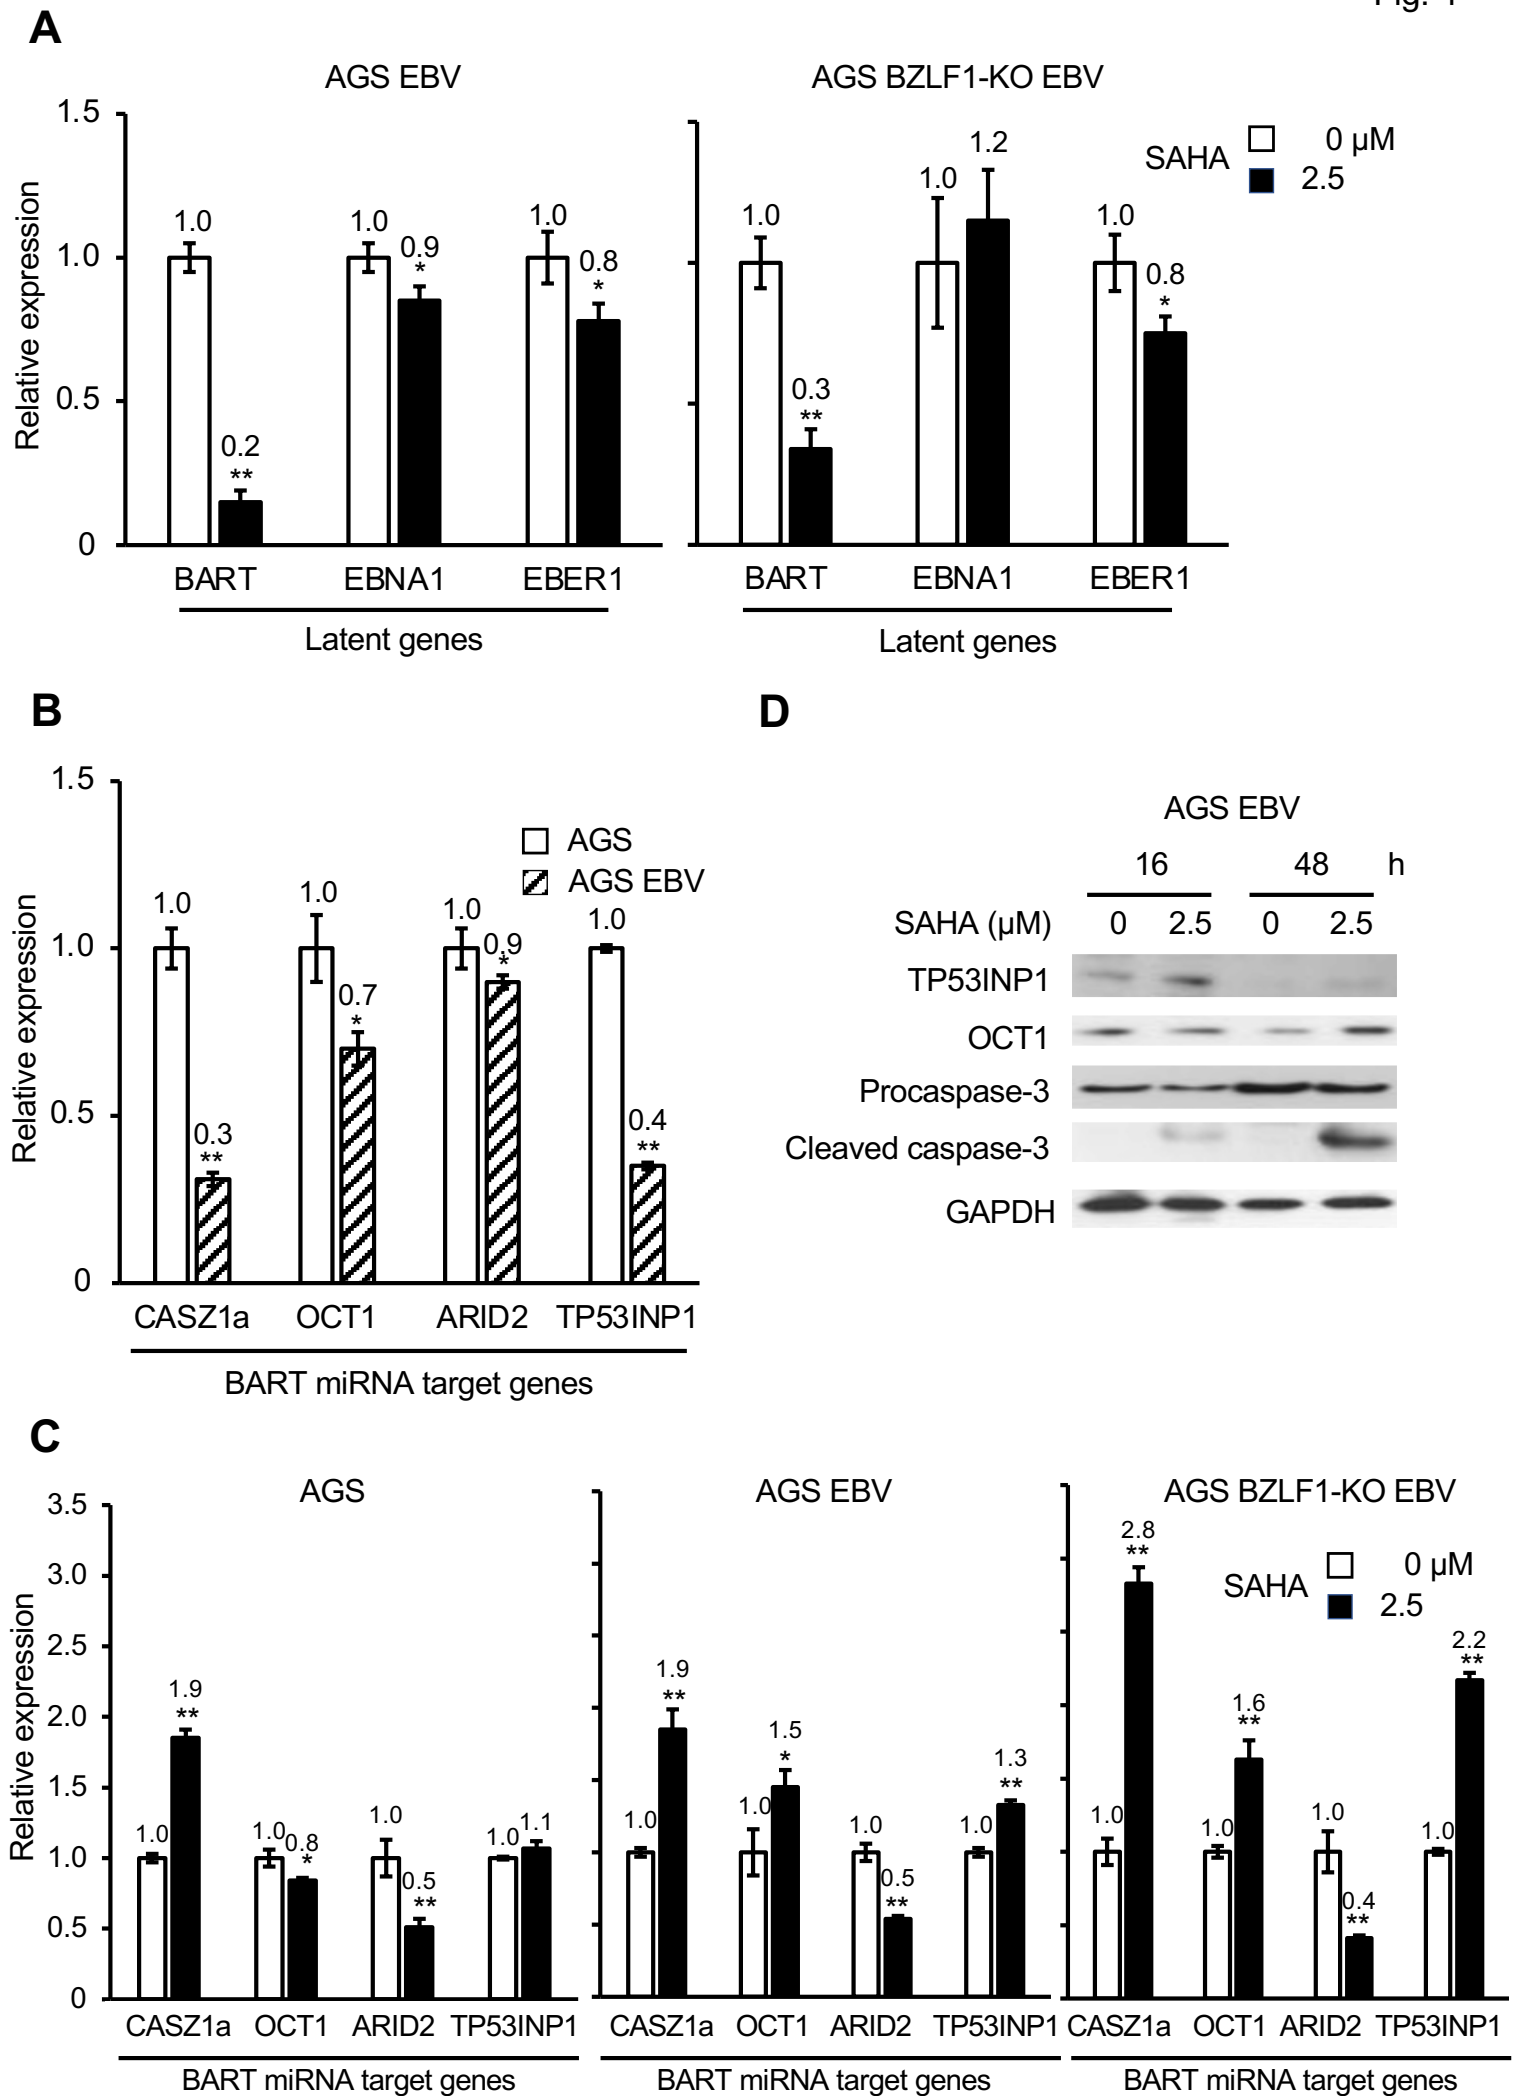 Fig. 4
A
AGS EBV
AGS BZLF1-KO EBV
SAHA
0 µM
2.5
Relative expression
1.5
1.0
0.5
0
1.0
0.2
**
1.0
0.9
*
1.0
0.8
*
1.0
0.3
**
1.0
1.2
1.0
0.8
*
BART EBNA1 EBER1
Latent genes
BART EBNA1 EBER1
Latent genes
B
Relative expression
1.5
1.0
0.5
0
AGS
AGS EBV
1.0
0.3
**
1.0
0.7
*
1.0
0.9
*
1.0
0.4
**
CASZ1a OCT1 ARID2 TP53INP1
BART miRNA target genes
D
AGS EBV
16 48 h
SAHA (µM) 0 2.5 0 2.5
TP53INP1
OCT1
Procaspase-3
Cleaved caspase-3
GAPDH
C
Relative expression
3.5
3.0
2.5
2.0
1.5
1.0
0.5
0
AGS
1.0
1.9
**
1.0
0.8
*
1.0
0.5
**
1.0
1.1
CASZ1a OCT1 ARID2 TP53INP1
BART miRNA target genes
AGS EBV
1.0
1.9
**
1.0
1.5
*
1.0
0.5
**
1.0
1.3
**
CASZ1a OCT1 ARID2 TP53INP1
BART miRNA target genes
AGS BZLF1-KO EBV
SAHA
0 µM
2.5
1.0
2.8
**
1.0
1.6
**
1.0
0.4
**
1.0
2.2
**
CASZ1a OCT1 ARID2 TP53INP1
BART miRNA target genes